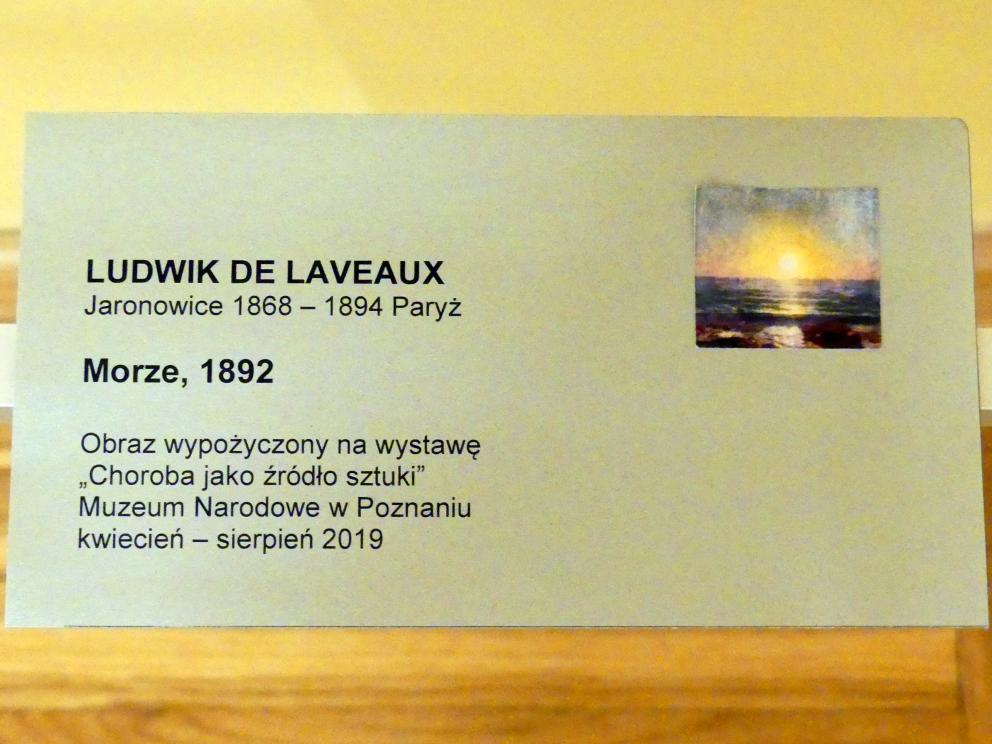 LUDWIK DE LAVEAUX
Jaronowice 1868 – 1894 Paryż
Morze, 1892
Obraz wypożyczony na wystawę
„Choroba jako źródło sztuki”
Muzeum Narodowe w Poznaniu
kwiecień – sierpień 2019